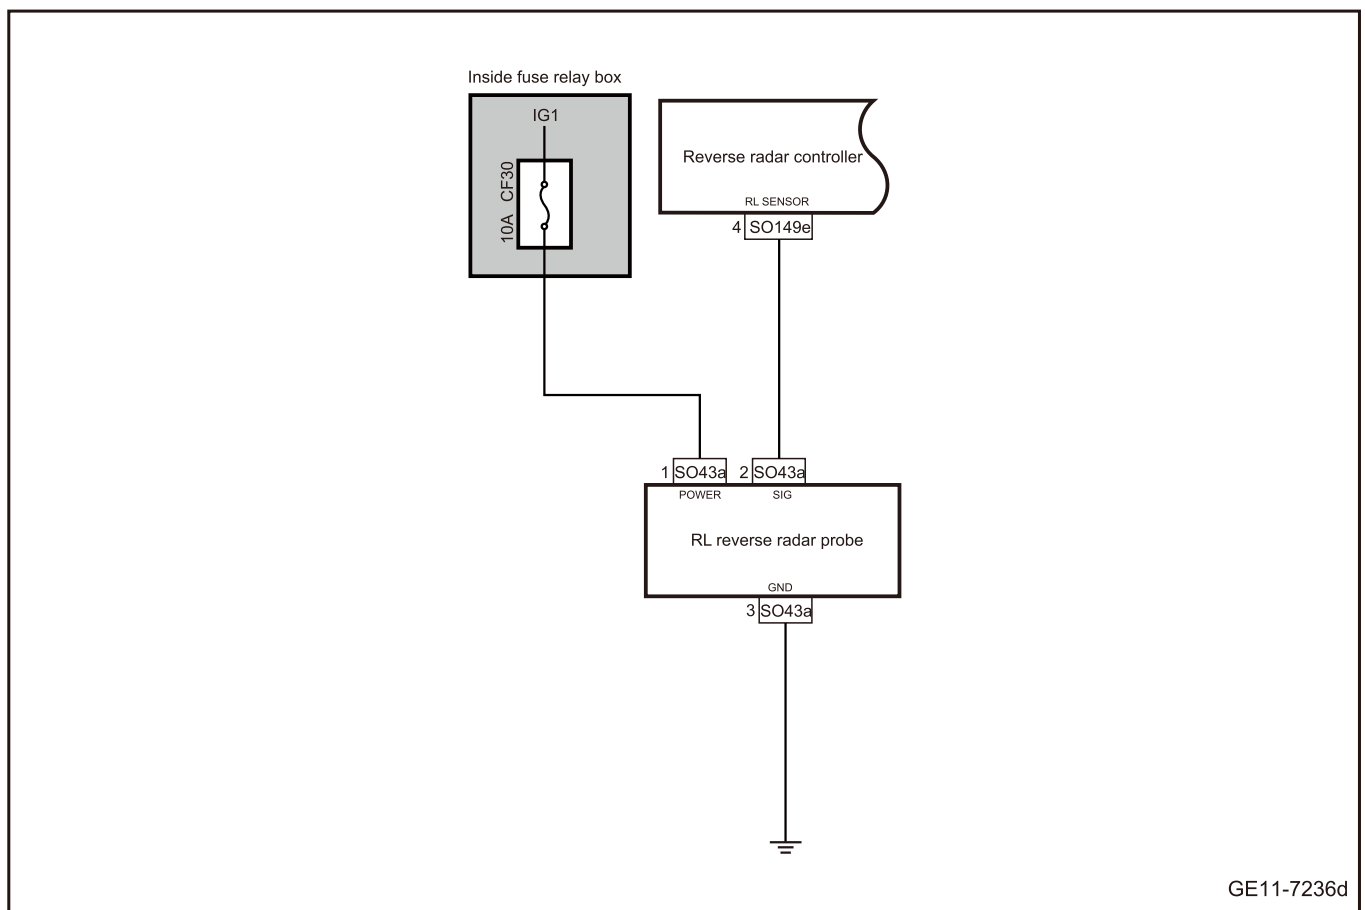 Inside fuse relay box
IG1
10A CF30
Reverse radar controller
RL SENSOR
4 SO149e
1 SO43a
2 SO43a
POWER
SIG
RL reverse radar probe
GND
3 SO43a
GE11-7236d